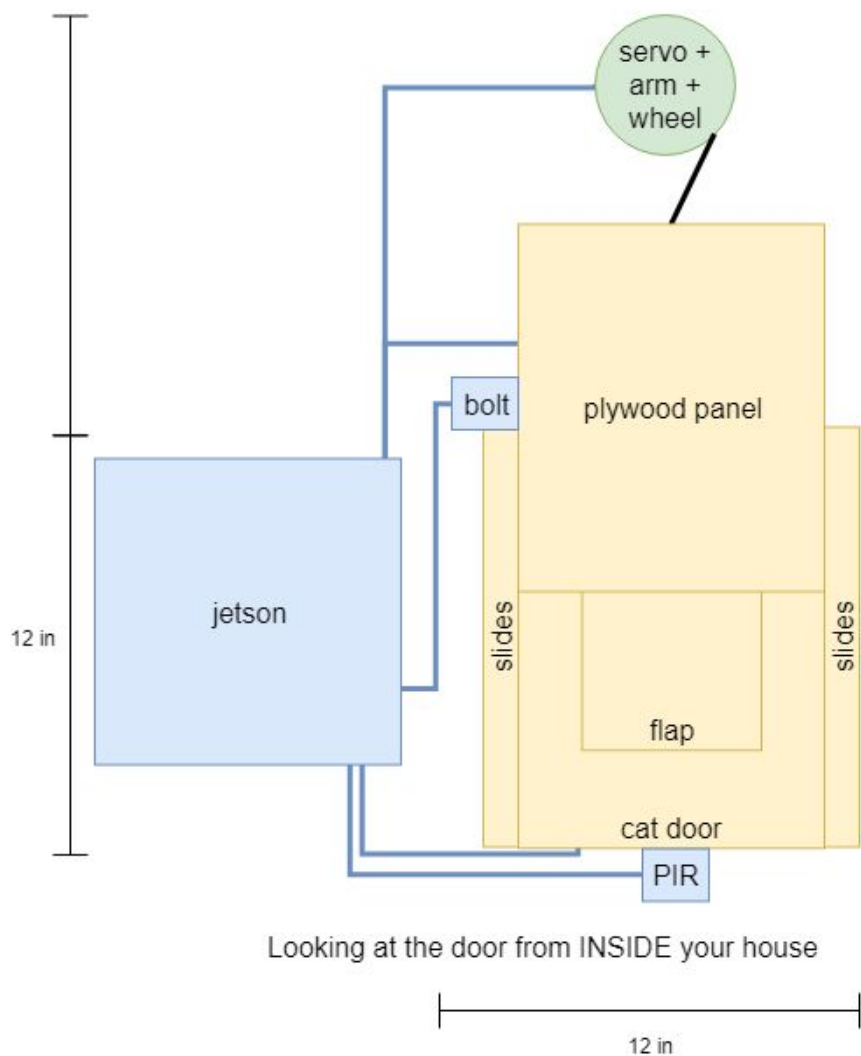 servo +
arm +
wheel
bolt
plywood panel
jetson
12 in
slides
slides
flap
cat door
PIR
Looking at the door from INSIDE your house
12 in